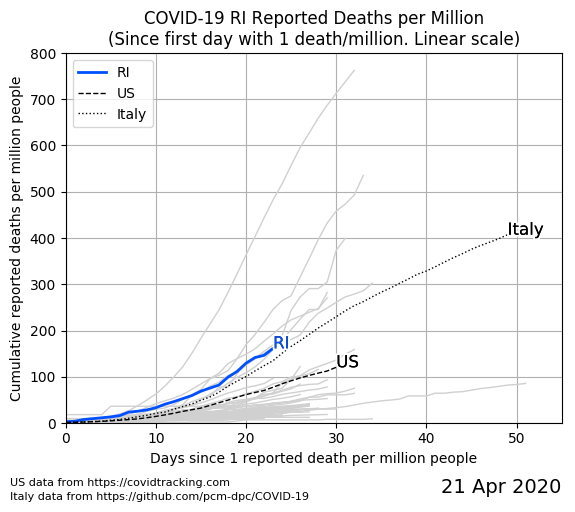 COVID-19 RI Reported Deaths per Million
(Since first day with 1 death/million. Linear scale)
Cumulative reported deaths per million people
800
700
600
500
400
300
200
100
0
RI
US
Italy
Italy
RI
US
0 10 20 30 40 50
Days since 1 reported death per million people
US data from https://covidtracking.com
Italy data from https://github.com/pcm-dpc/COVID-19
21 Apr 2020